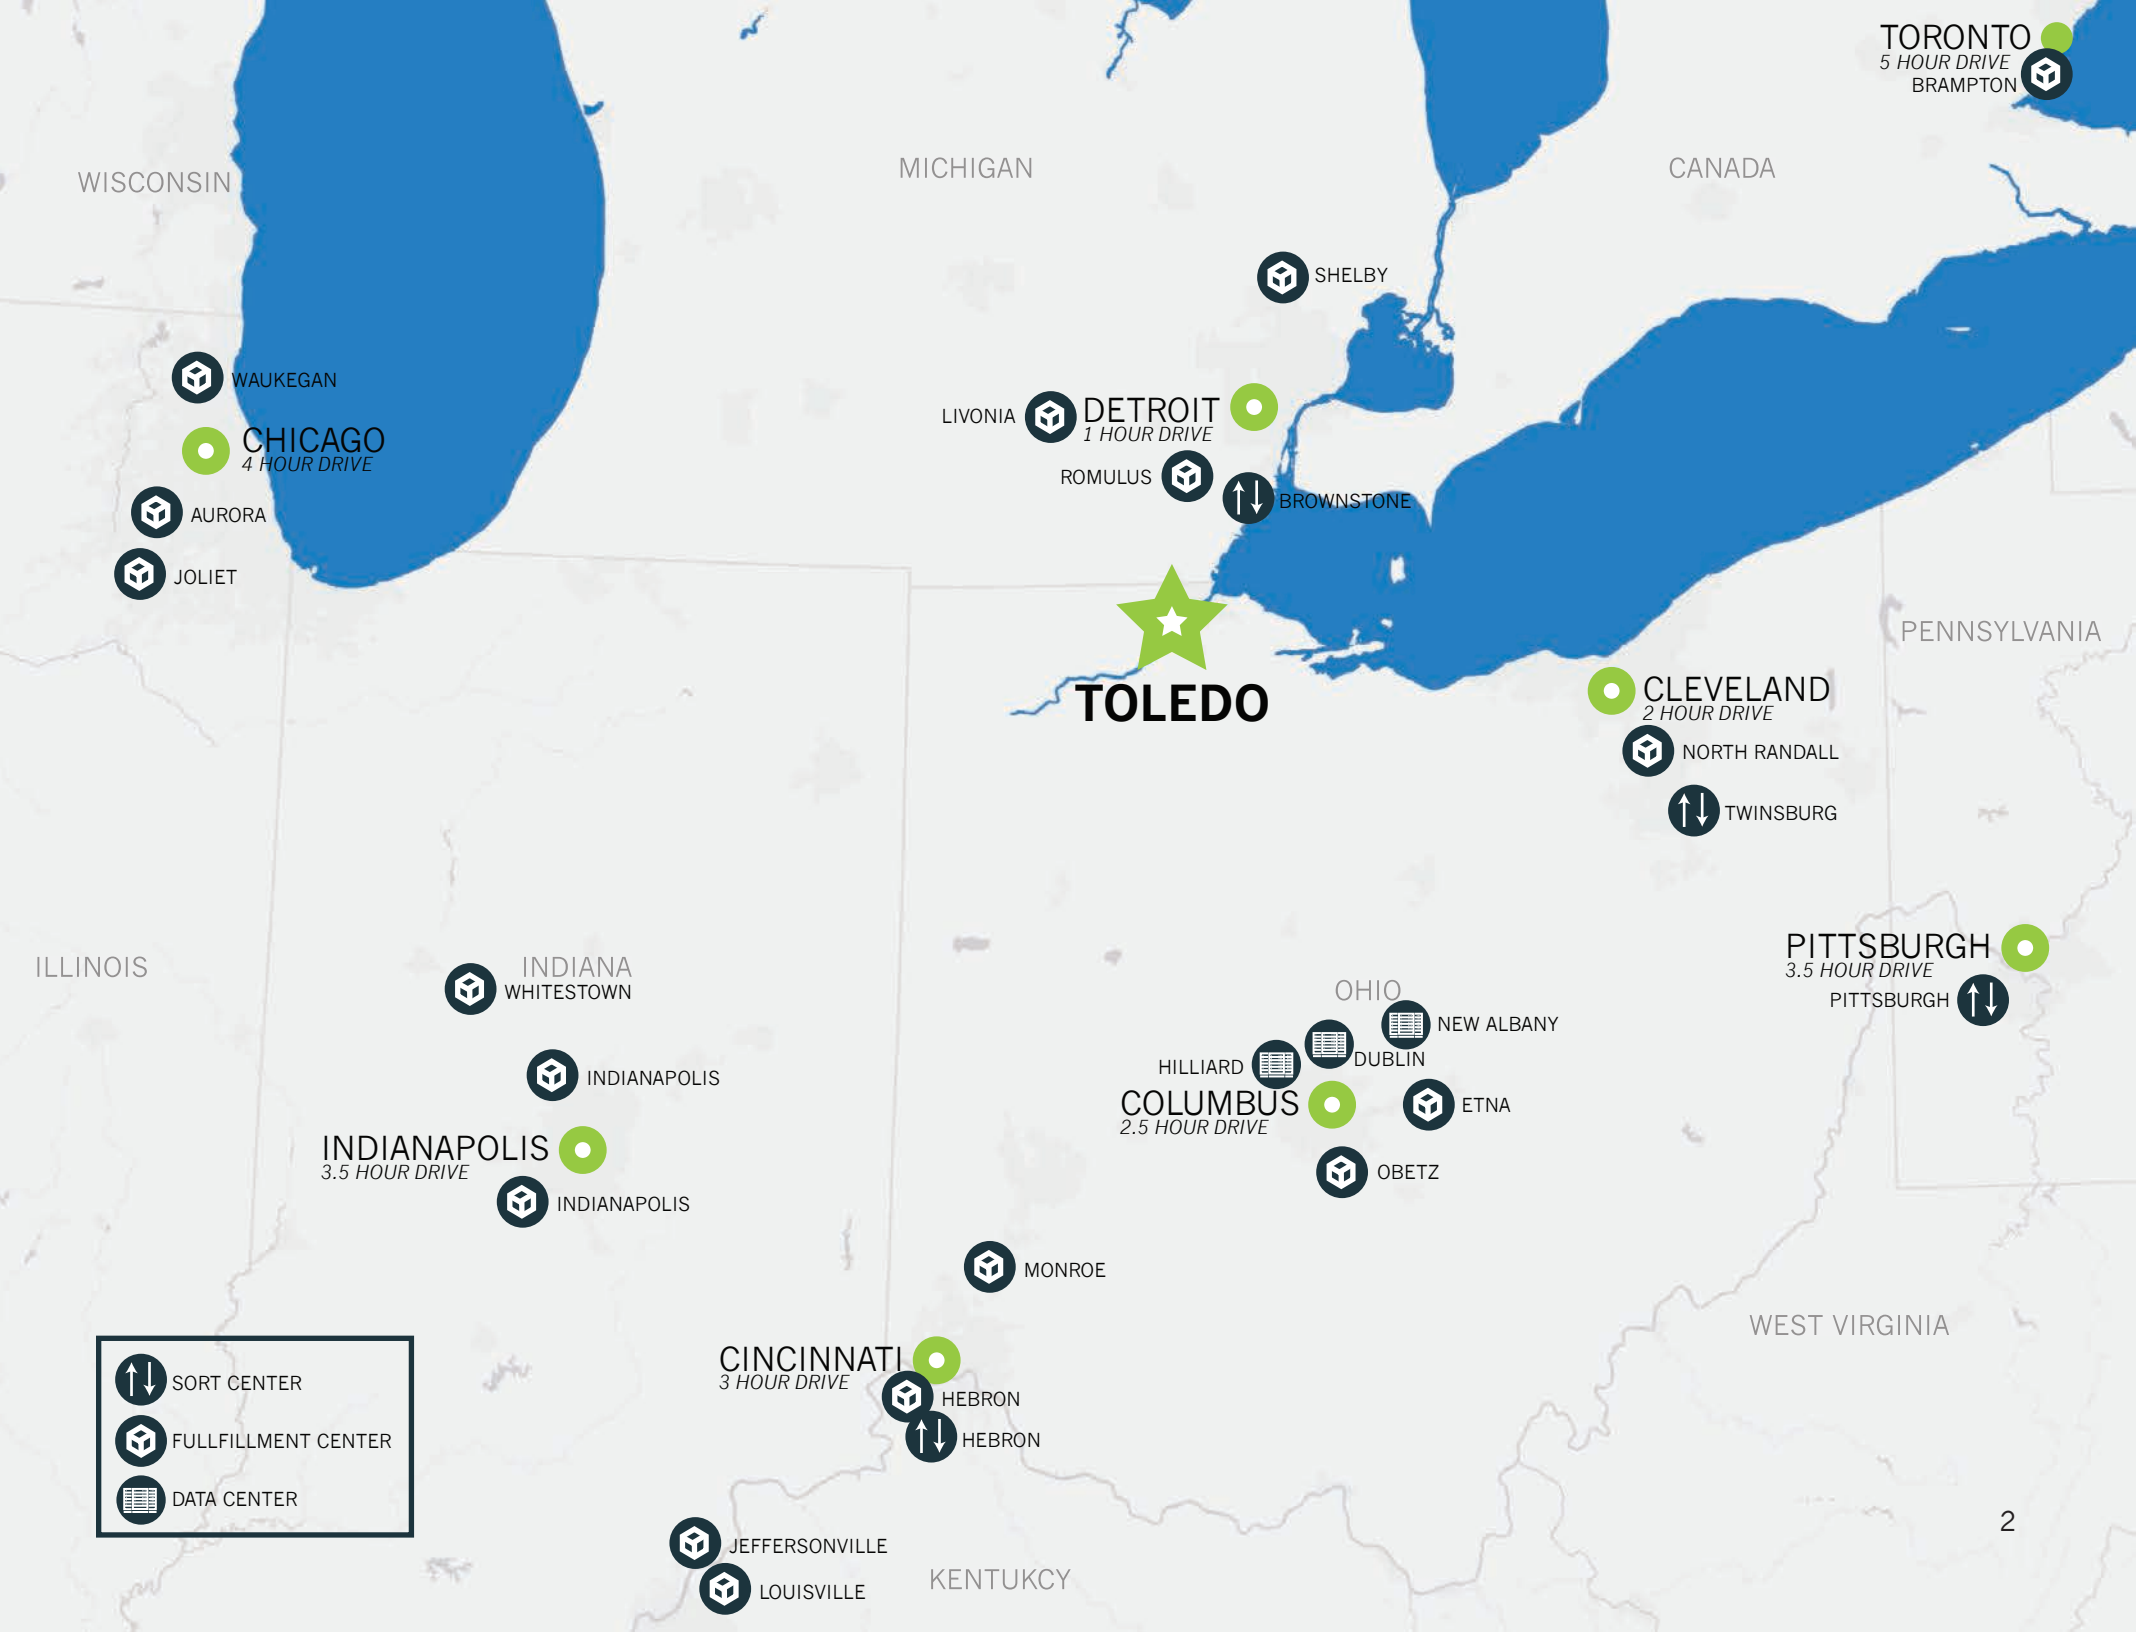 TORONTO
5 HOUR DRIVE
BRAMPTON
WISCONSIN
MICHIGAN
CANADA
SHELBY
WAUKEGAN
CHICAGO
4 HOUR DRIVE
AURORA
JOLIET
LIVONIA
DETROIT
1 HOUR DRIVE
ROMULUS
BROWNSTONE
TOLEDO
PENNSYLVANIA
CLEVELAND
2 HOUR DRIVE
NORTH RANDALL
TWINSBURG
PITTSBURGH
3.5 HOUR DRIVE
PITTSBURGH
ILLINOIS
INDIANA
WHITESTOWN
INDIANAPOLIS
INDIANAPOLIS
3.5 HOUR DRIVE
INDIANAPOLIS
OHIO
NEW ALBANY
DUBLIN
HILLIARD
COLUMBUS
2.5 HOUR DRIVE
ETNA
OBETZ
MONROE
CINCINNATI
3 HOUR DRIVE
HEBRON
HEBRON
WEST VIRGINIA
SORT CENTER
FULLFILLMENT CENTER
DATA CENTER
JEFFERSONVILLE
LOUISVILLE
KENTUKCY
2